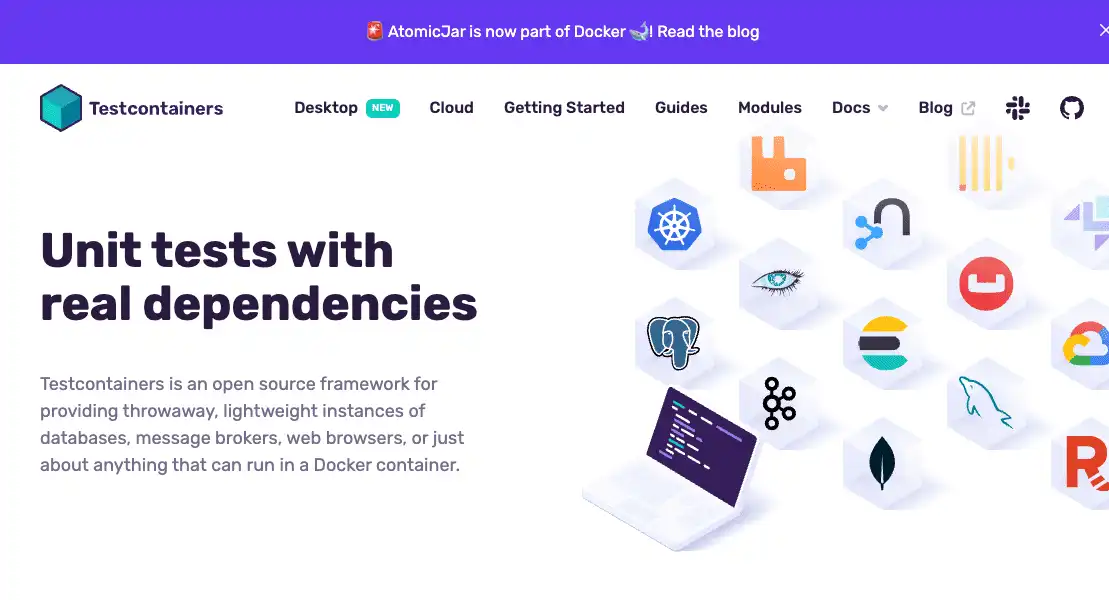 🚨 AtomicJar is now part of Docker 🐋! Read the blog
Testcontainers
Desktop NEW Cloud Getting Started Guides Modules Docs Blog
Unit tests with
real dependencies
Testcontainers is an open source framework for
providing throwaway, lightweight instances of
databases, message brokers, web browsers, or just
about anything that can run in a Docker container.
R